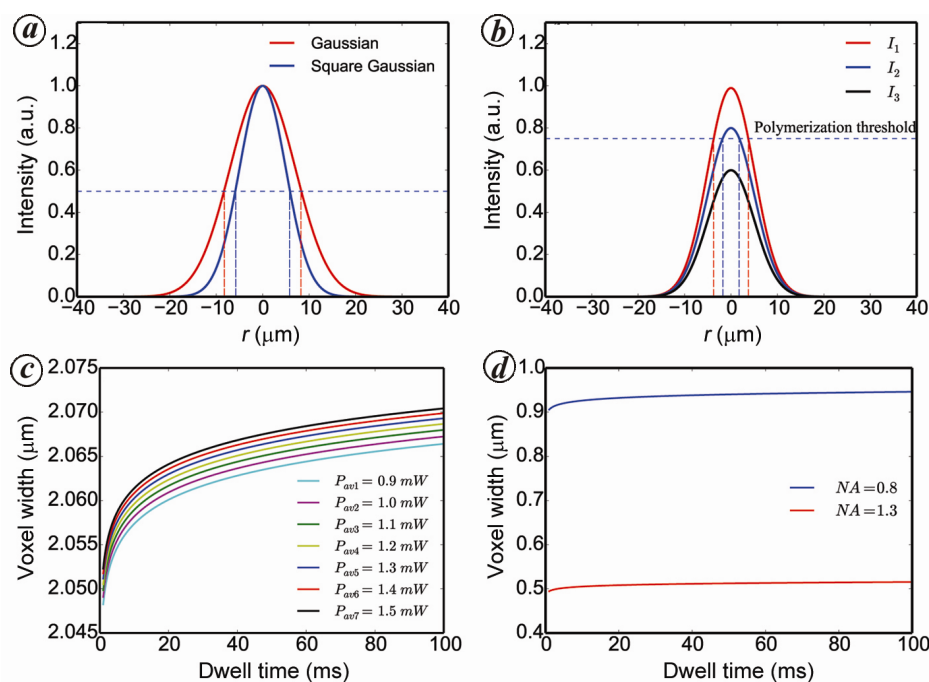 a
1.2
1.0
0.8
0.6
0.4
0.2
0.0
Intensity (a.u.)
Gaussian
Square Gaussian
−40 −30 −20 −10 0 10 20 30 40
r (μm)
b
1.2
1.0
0.8
0.6
0.4
0.2
0.0
Intensity (a.u.)
I1
I2
I3
Polymerization threshold
−40 −20 −10 0 10 20 40
r (μm)
c
2.075
2.070
2.065
2.060
2.055
2.050
2.045
Voxel width (μm)
Pav1 = 0.9 mW
Pav2 = 1.0 mW
Pav3 = 1.1 mW
Pav4 = 1.2 mW
Pav5 = 1.3 mW
Pav6 = 1.4 mW
Pav7 = 1.5 mW
0 20 40 60 80 100
Dwell time (ms)
d
1.0
0.9
0.8
0.7
0.6
0.5
0.4
Voxel width (μm)
NA = 0.8
NA = 1.3
0 20 40 60 80 100
Dwell time (ms)